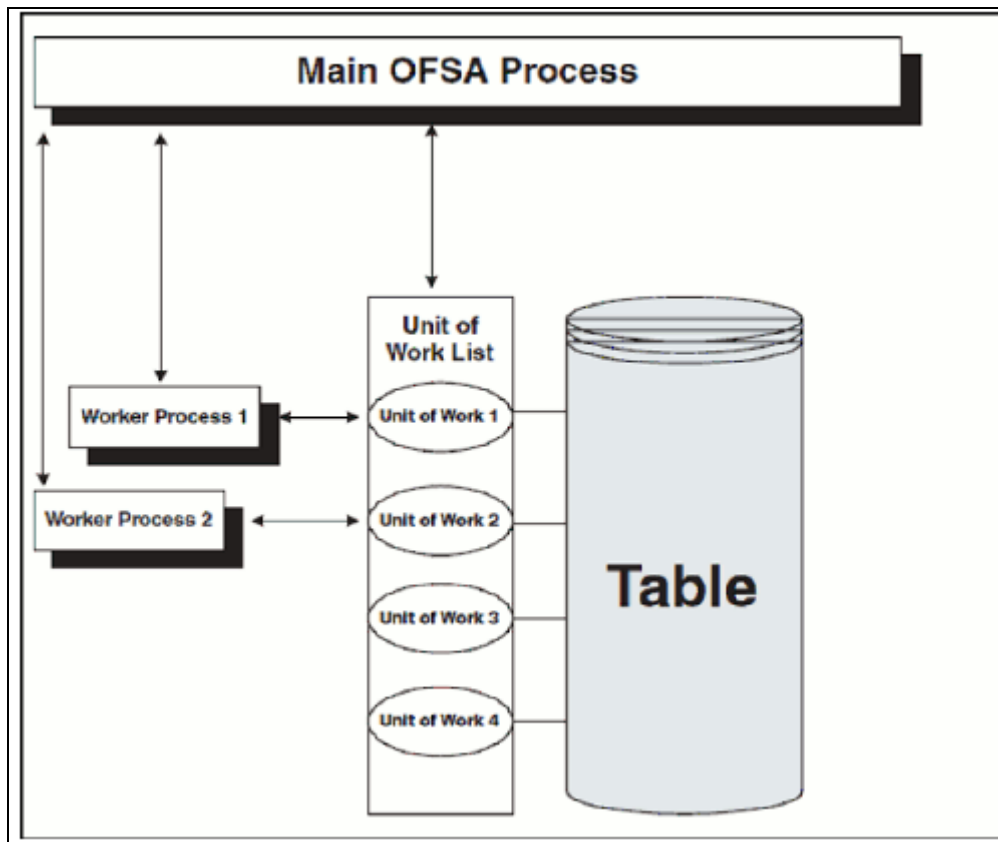 Main OFSA Process
Unit of
Work List
Worker Process 1
Unit of Work 1
Worker Process 2
Unit of Work 2
Unit of Work 3
Unit of Work 4
Table